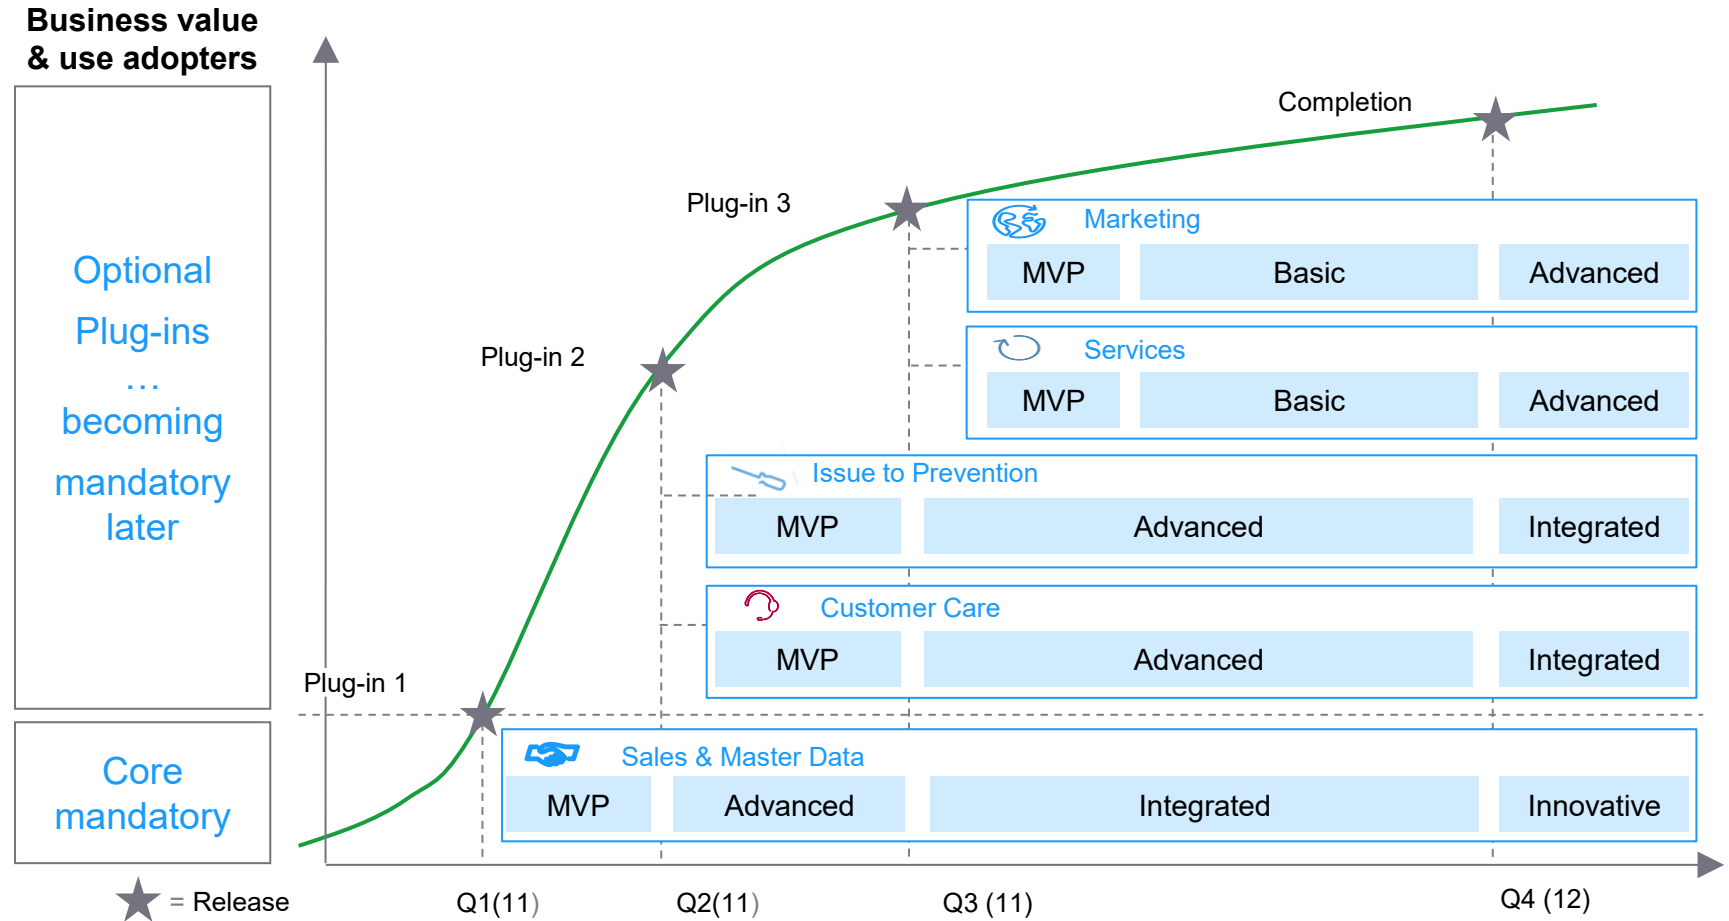 Business value
& use adopters
Completion
Plug-in 3
Marketing
MVP Basic Advanced
Optional
Plug-ins
...
becoming
mandatory
later
Plug-in 2
Services
MVP Basic Advanced
Issue to Prevention
MVP Advanced Integrated
Customer Care
MVP Advanced Integrated
Plug-in 1
Core
mandatory
Sales & Master Data
MVP Advanced Integrated Innovative
= Release
Q1(11) Q2(11) Q3 (11) Q4 (12)